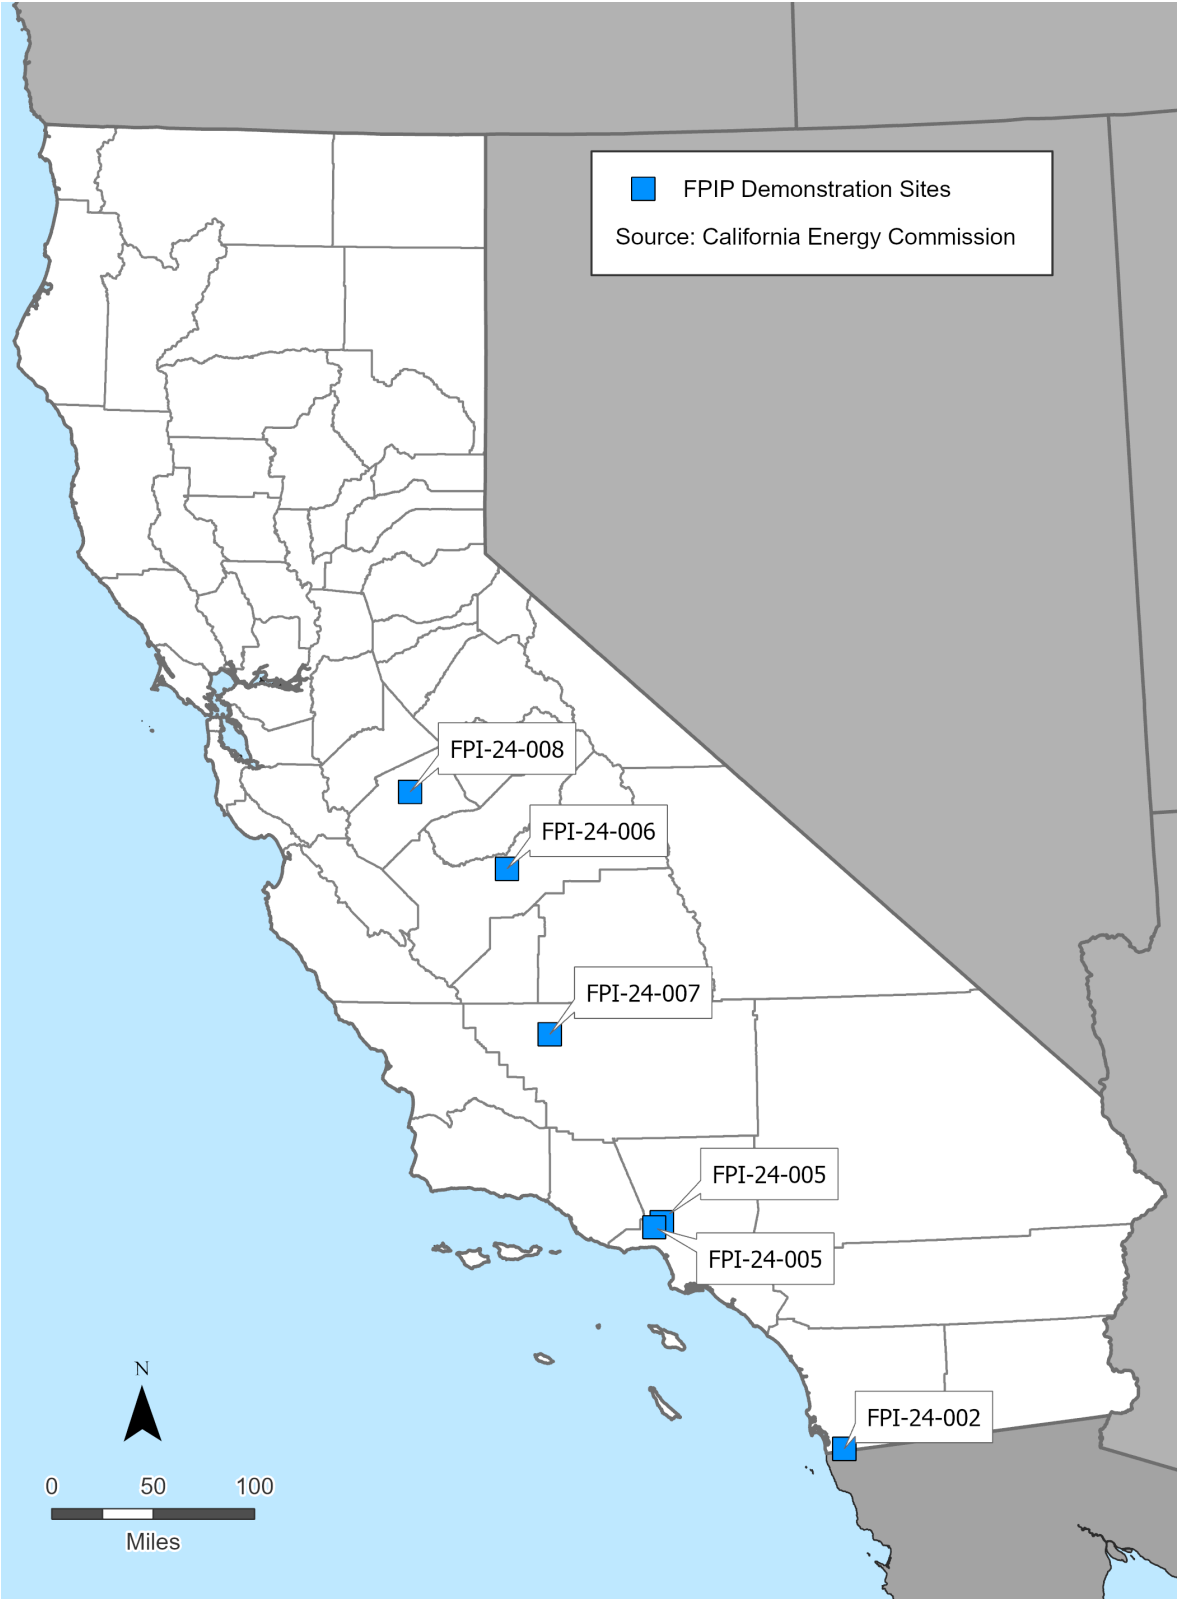 FPIP Demonstration Sites
Source: California Energy Commission
FPI-24-008
FPI-24-006
FPI-24-007
FPI-24-005
FPI-24-005
FPI-24-002
N
0 50 100
Miles